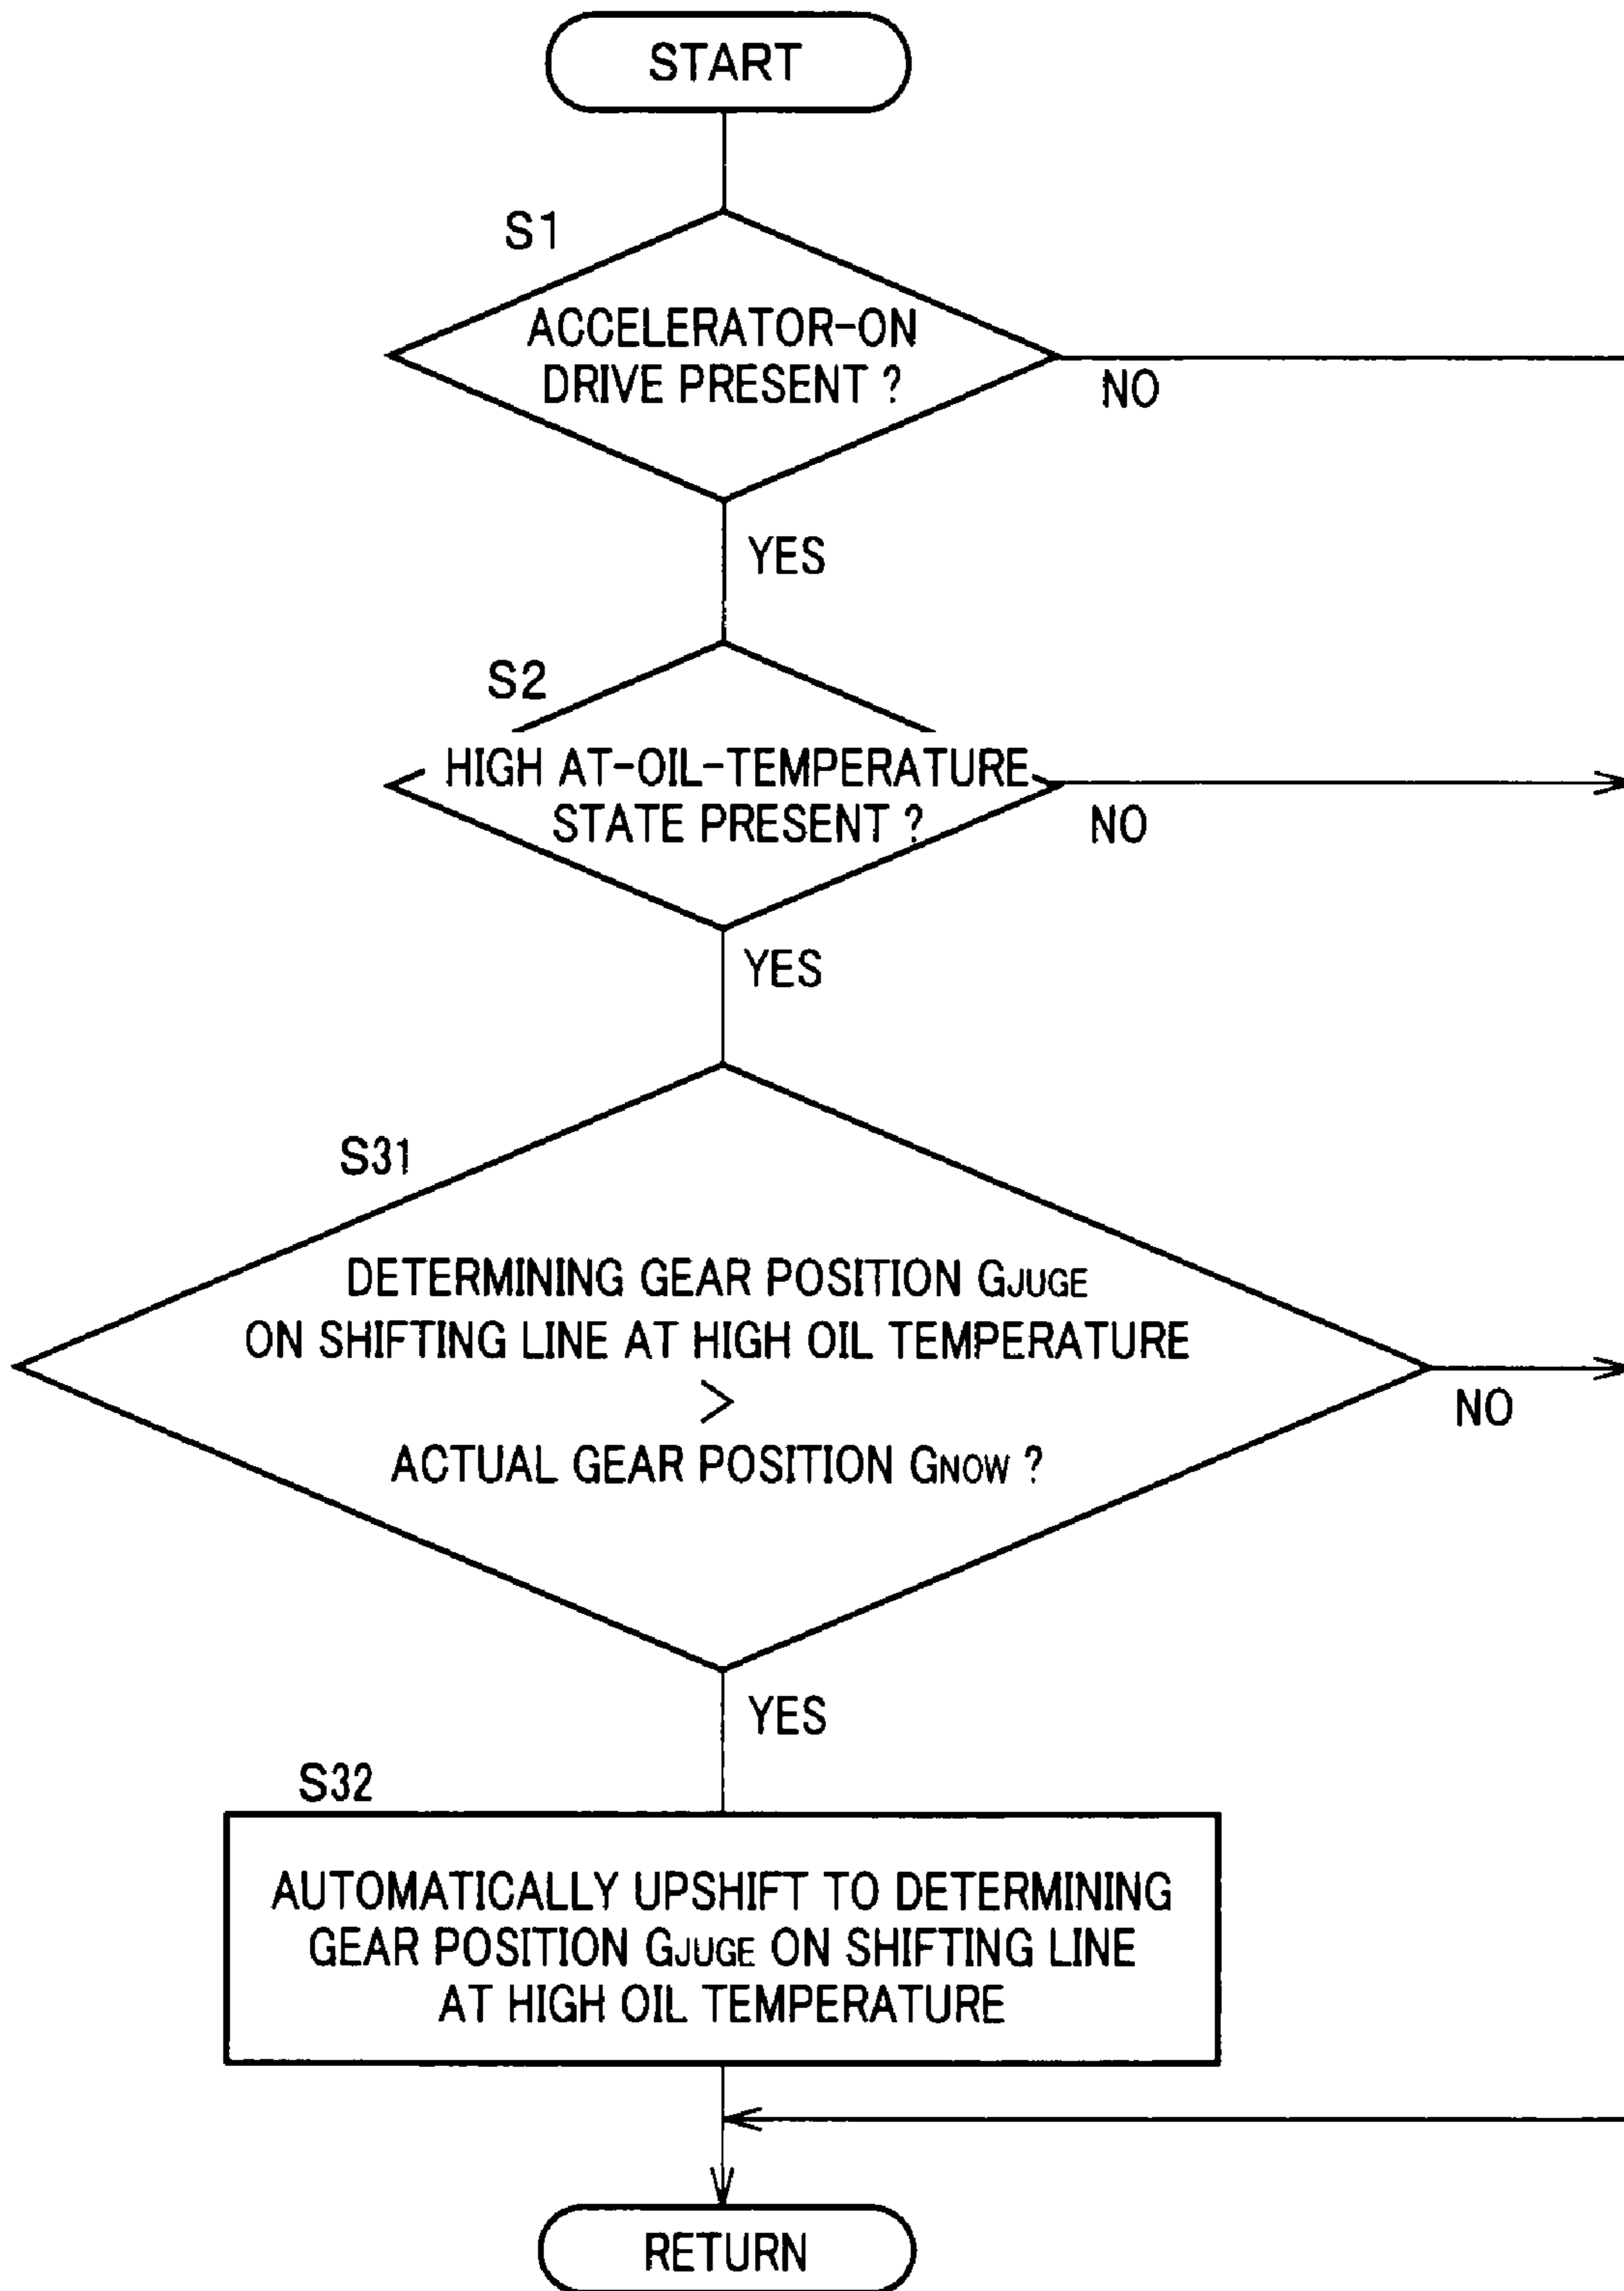 START
S1
ACCELERATOR-ON
DRIVE PRESENT ?
NO
YES
S2
HIGH AT-OIL-TEMPERATURE
STATE PRESENT ?
NO
YES
S31
DETERMINING GEAR POSITION GJUGE
ON SHIFTING LINE AT HIGH OIL TEMPERATURE
>
ACTUAL GEAR POSITION GNOW ?
NO
YES
S32
AUTOMATICALLY UPSHIFT TO DETERMINING
GEAR POSITION GJUGE ON SHIFTING LINE
AT HIGH OIL TEMPERATURE
RETURN